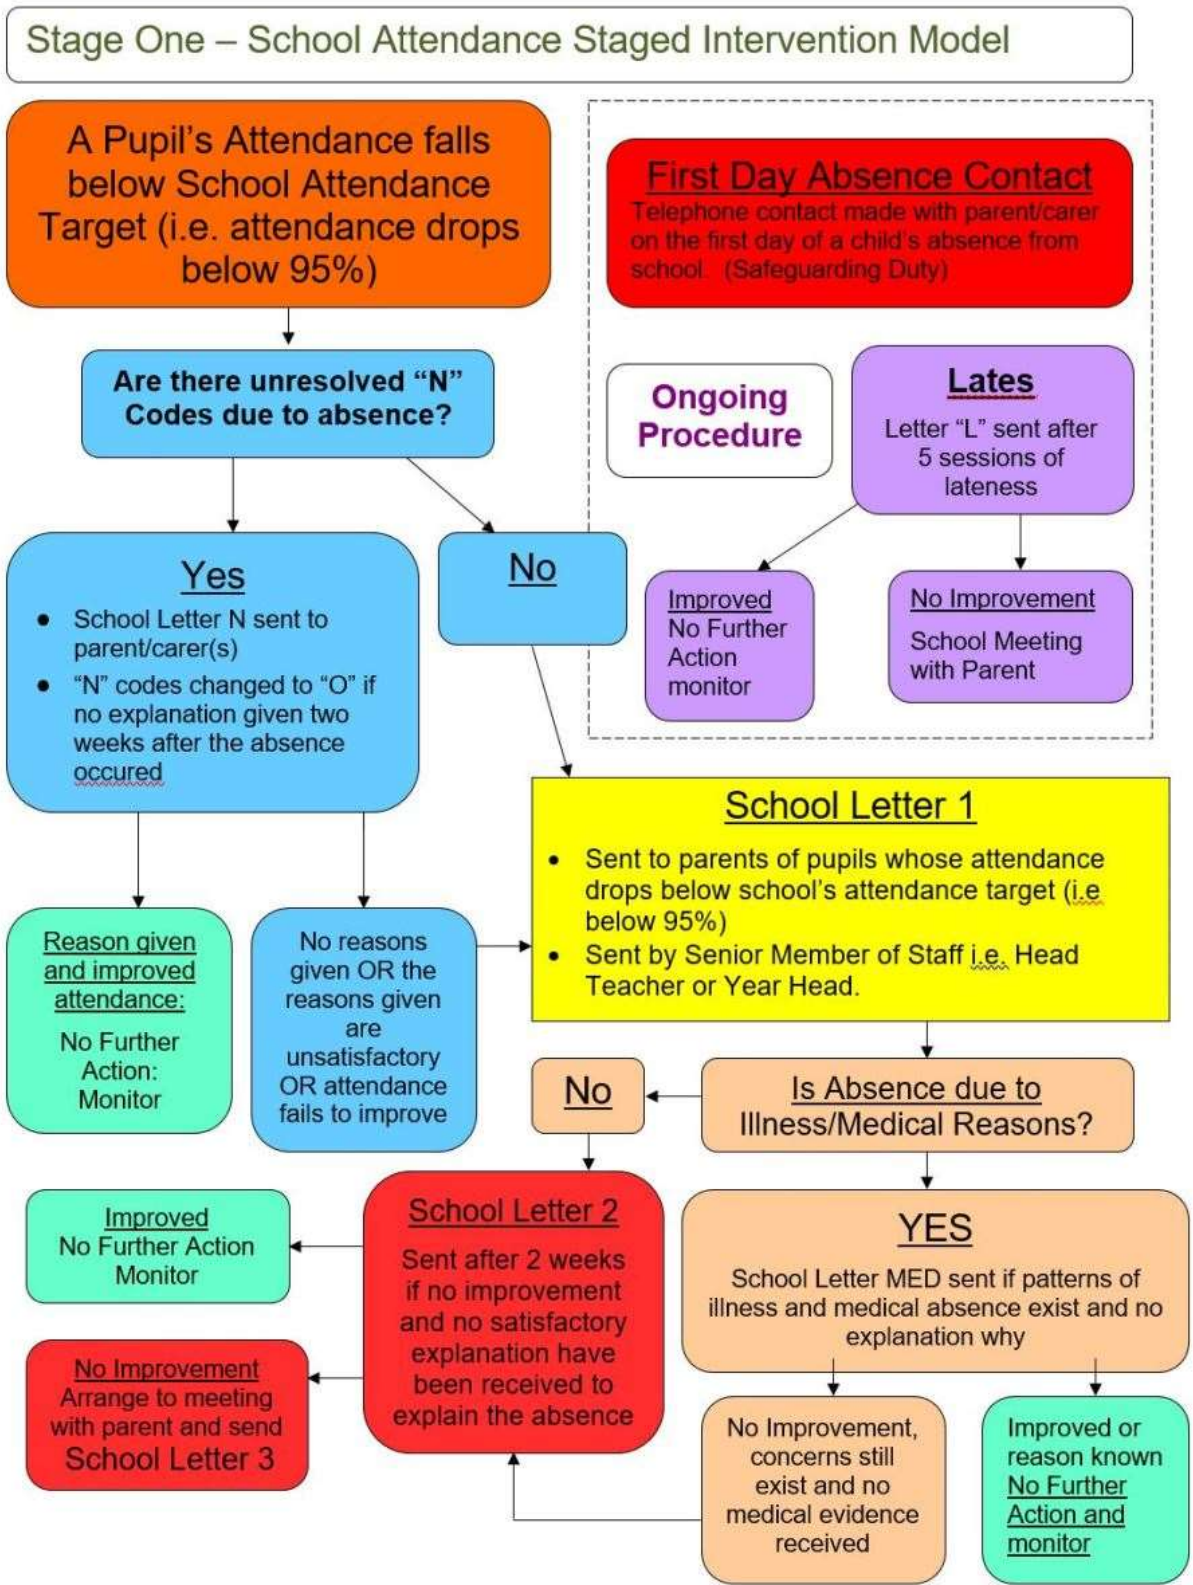 Stage One – School Attendance Staged Intervention Model
A Pupil's Attendance falls
below School Attendance
Target (i.e. attendance drops
below 95%)
First Day Absence Contact
Telephone contact made with parent/carer
on the first day of a child's absence from
school. (Safeguarding Duty)
Are there unresolved “N”
Codes due to absence?
Ongoing
Procedure
Lates
Letter “L” sent after
5 sessions of
lateness
Yes
● School Letter N sent to
parent/carer(s)
● “N” codes changed to “O” if
no explanation given two
weeks after the absence
occured
No
Improved
No Further
Action
monitor
No Improvement
School Meeting
with Parent
School Letter 1
• Sent to parents of pupils whose attendance
drops below school's attendance target (i.e
below 95%)
• Sent by Senior Member of Staff i.e. Head
Teacher or Year Head.
Reason given
and improved
attendance:
No Further
Action:
Monitor
No reasons
given OR the
reasons given
are
unsatisfactory
OR attendance
fails to improve
No
Is Absence due to
Illness/Medical Reasons?
Improved
No Further Action
Monitor
School Letter 2
Sent after 2 weeks
if no improvement
and no satisfactory
explanation have
been received to
explain the absence
YES
School Letter MED sent if patterns of
illness and medical absence exist and no
explanation why
No Improvement
Arrange to meeting
with parent and send
School Letter 3
No Improvement,
concerns still
exist and no
medical evidence
received
Improved or
reason known
No Further
Action and
monitor